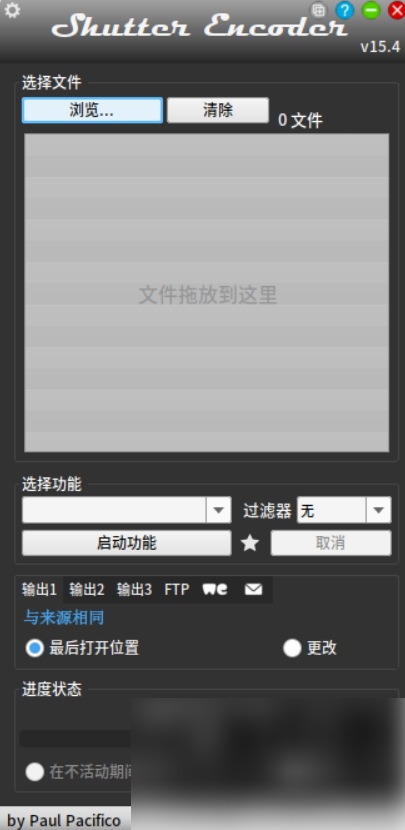 Shutter Encoder
v15.4
选择文件
浏览... 清除 0 文件
文件拖放到这里
选择功能
过滤器 无
启动功能 取消
输出1 输出2 输出3 FTP we
与来源相同
最后打开位置 更改
进度状态
在不活动期间
by Paul Pacifico